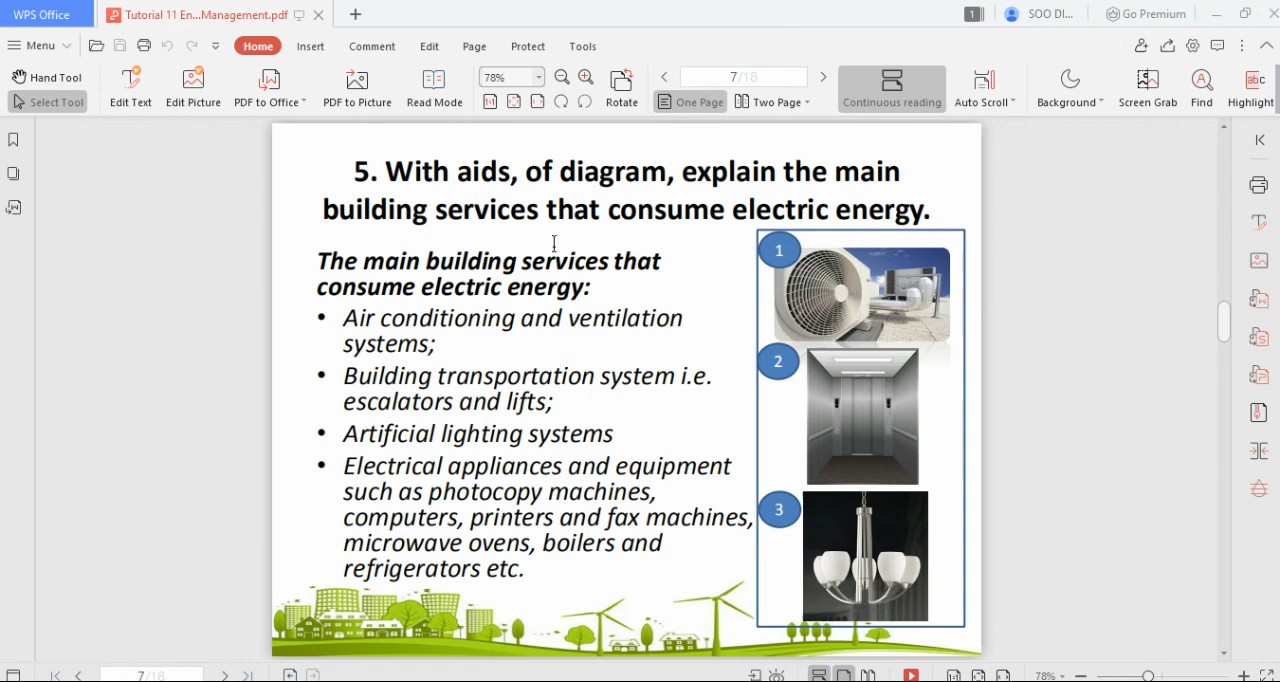 WPS Office
Tutorial 11 En...Management.pdf
1
SOO DI...
Go Premium
Menu
Home
Insert
Comment
Edit
Page
Protect
Tools
Hand Tool
Select Tool
Edit Text
Edit Picture
PDF to Office
PDF to Picture
Read Mode
78%
Rotate
7/18
One Page
Two Page
Continuous reading
Auto Scroll
Background
Screen Grab
Find
Highlight
5. With aids, of diagram, explain the main
building services that consume electric energy.
The main building services that
consume electric energy:
• Air conditioning and ventilation
systems;
• Building transportation system i.e.
escalators and lifts;
• Artificial lighting systems
• Electrical appliances and equipment
such as photocopy machines,
computers, printers and fax machines,
microwave ovens, boilers and
refrigerators etc.
1
2
3
7/18
78%